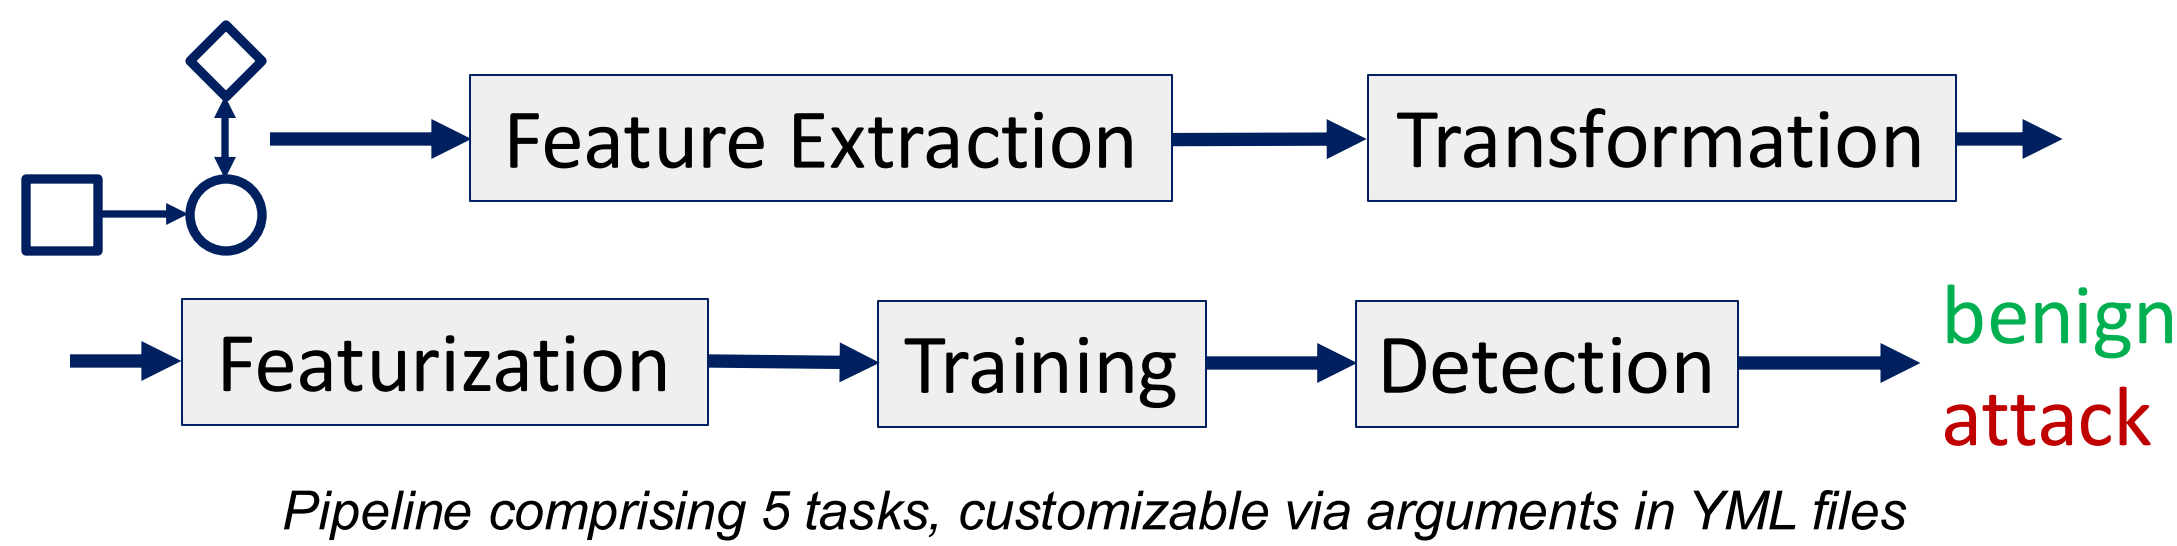 Feature Extraction
Transformation
Featurization
Training
Detection
benign
attack
Pipeline comprising 5 tasks, customizable via arguments in YML files